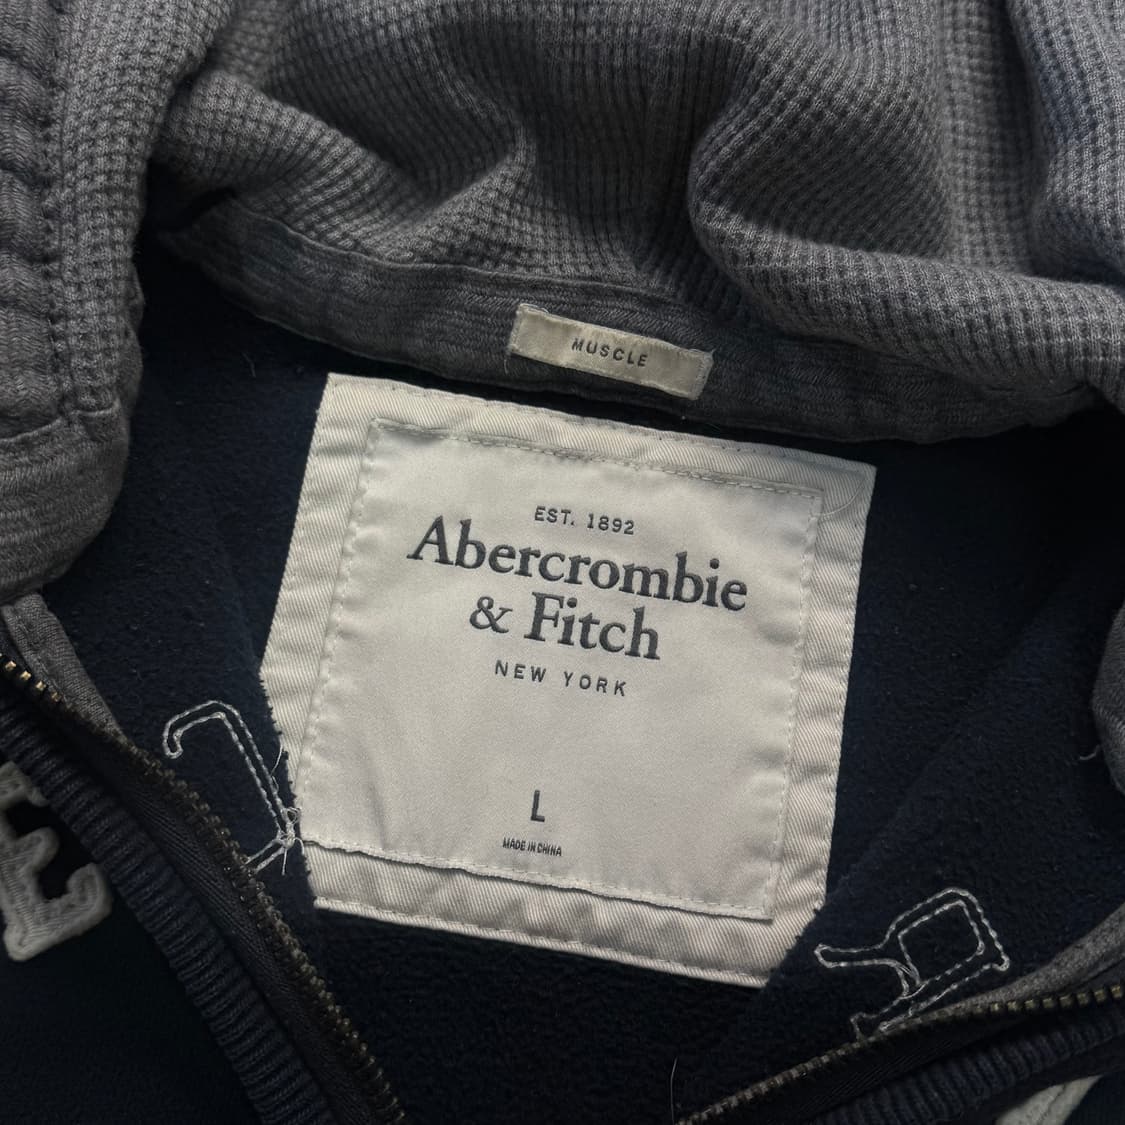 MUSCLE
EST. 1892
Abercrombie
& Fitch
NEW YORK
L
MADE IN CHINA
E